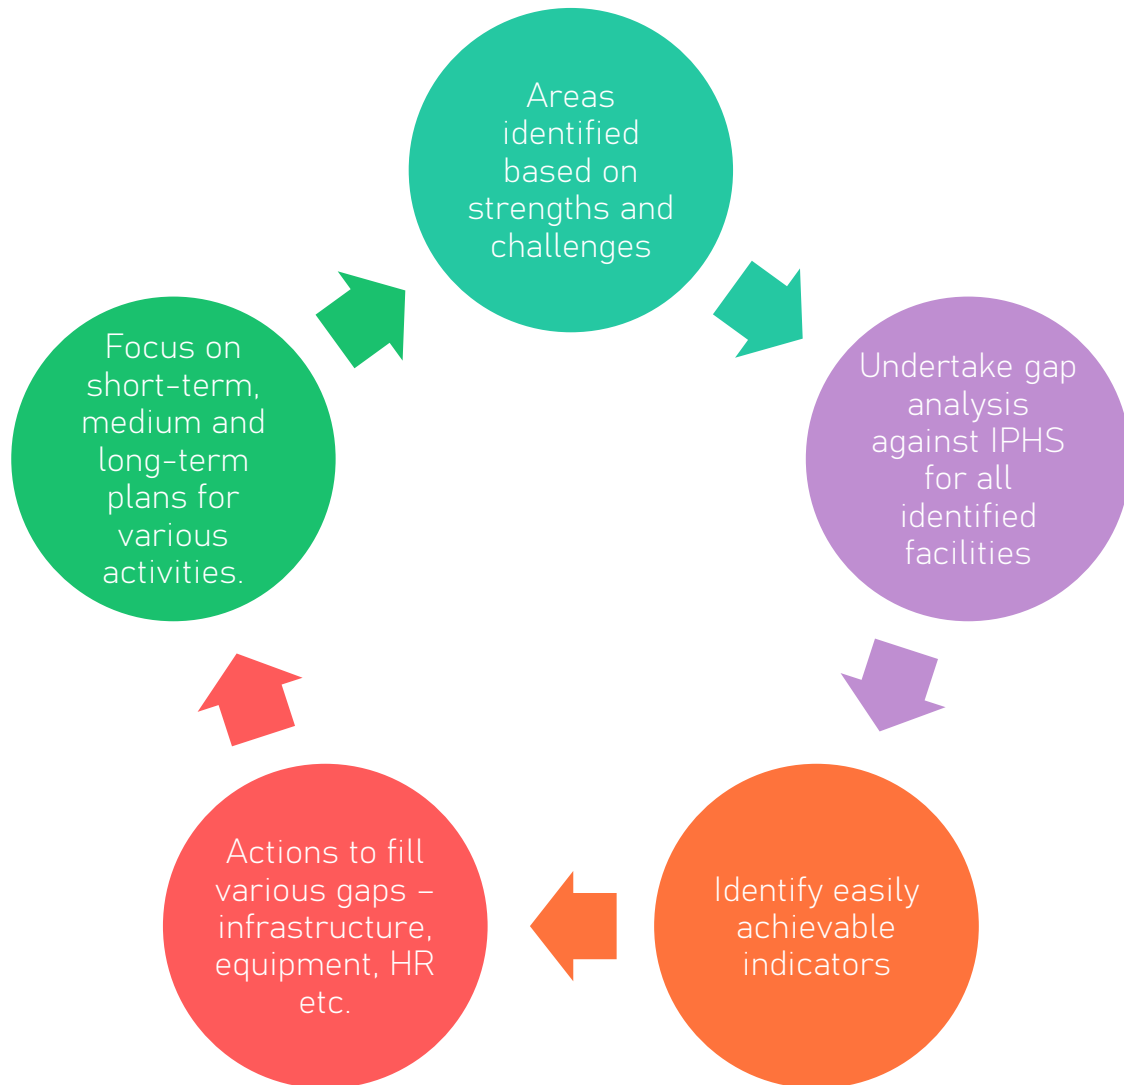 Areas
identified
based on
strengths and
challenges
Undertake gap
analysis
against IPHS
for all
identified
facilities
Identify easily
achievable
indicators
Actions to fill
various gaps –
infrastructure,
equipment, HR
etc.
Focus on
short-term,
medium and
long-term
plans for
various
activities.